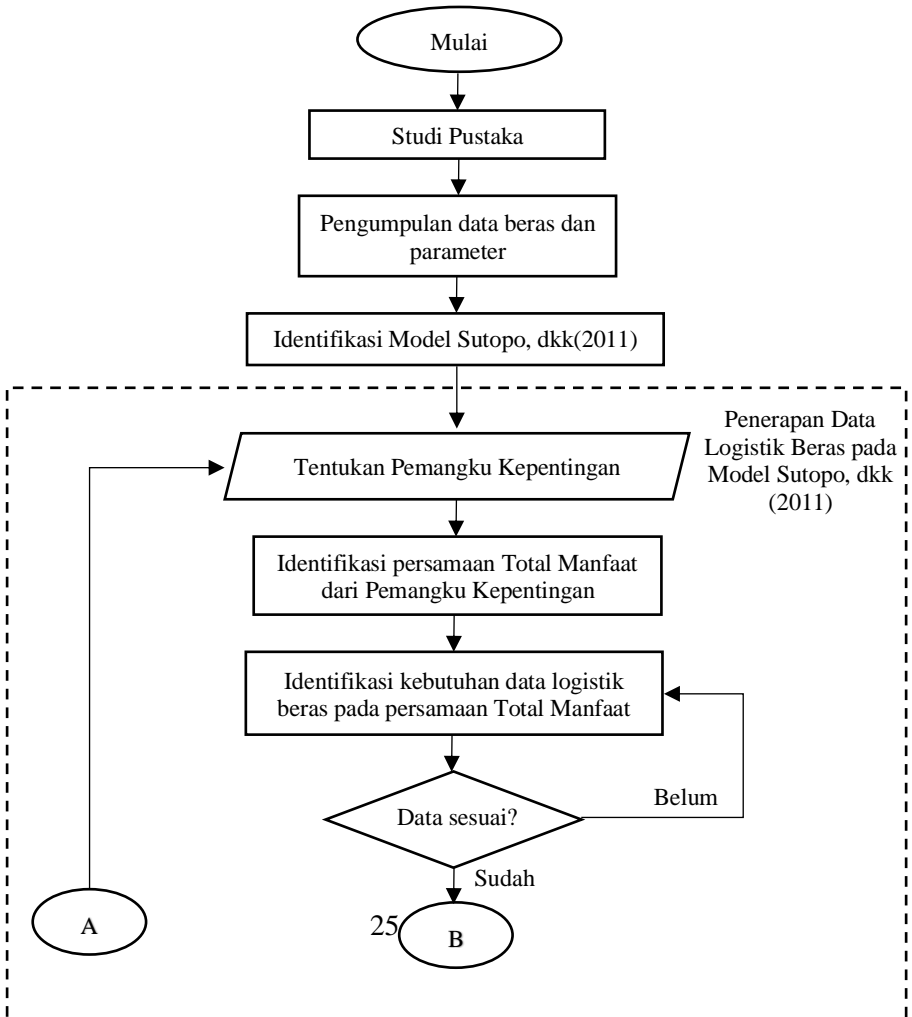 Mulai
Studi Pustaka
Pengumpulan data beras dan
parameter
Identifikasi Model Sutopo, dkk(2011)
Penerapan Data
Logistik Beras pada
Model Sutopo, dkk
(2011)
Tentukan Pemangku Kepentingan
Identifikasi persamaan Total Manfaat
dari Pemangku Kepentingan
Identifikasi kebutuhan data logistik
beras pada persamaan Total Manfaat
Data sesuai?
Belum
Sudah
A
25
B